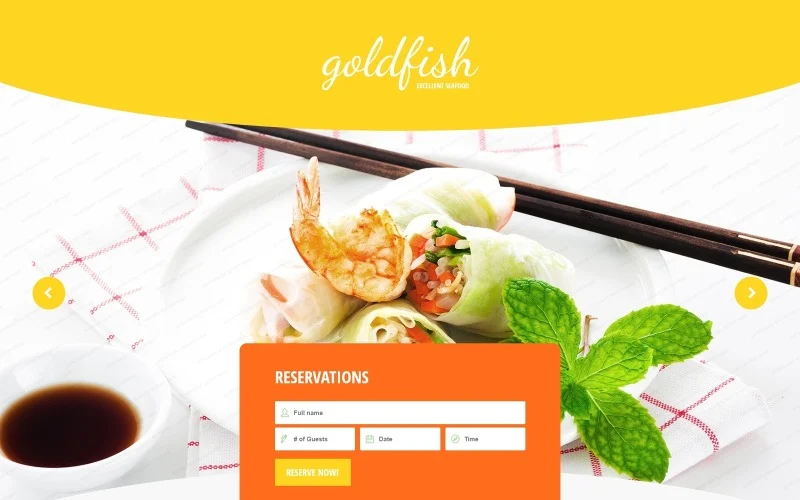 goldfish
EXCELLENT SEAFOOD
RESERVATIONS
Full name
# of Guests
Date
Time
RESERVE NOW!